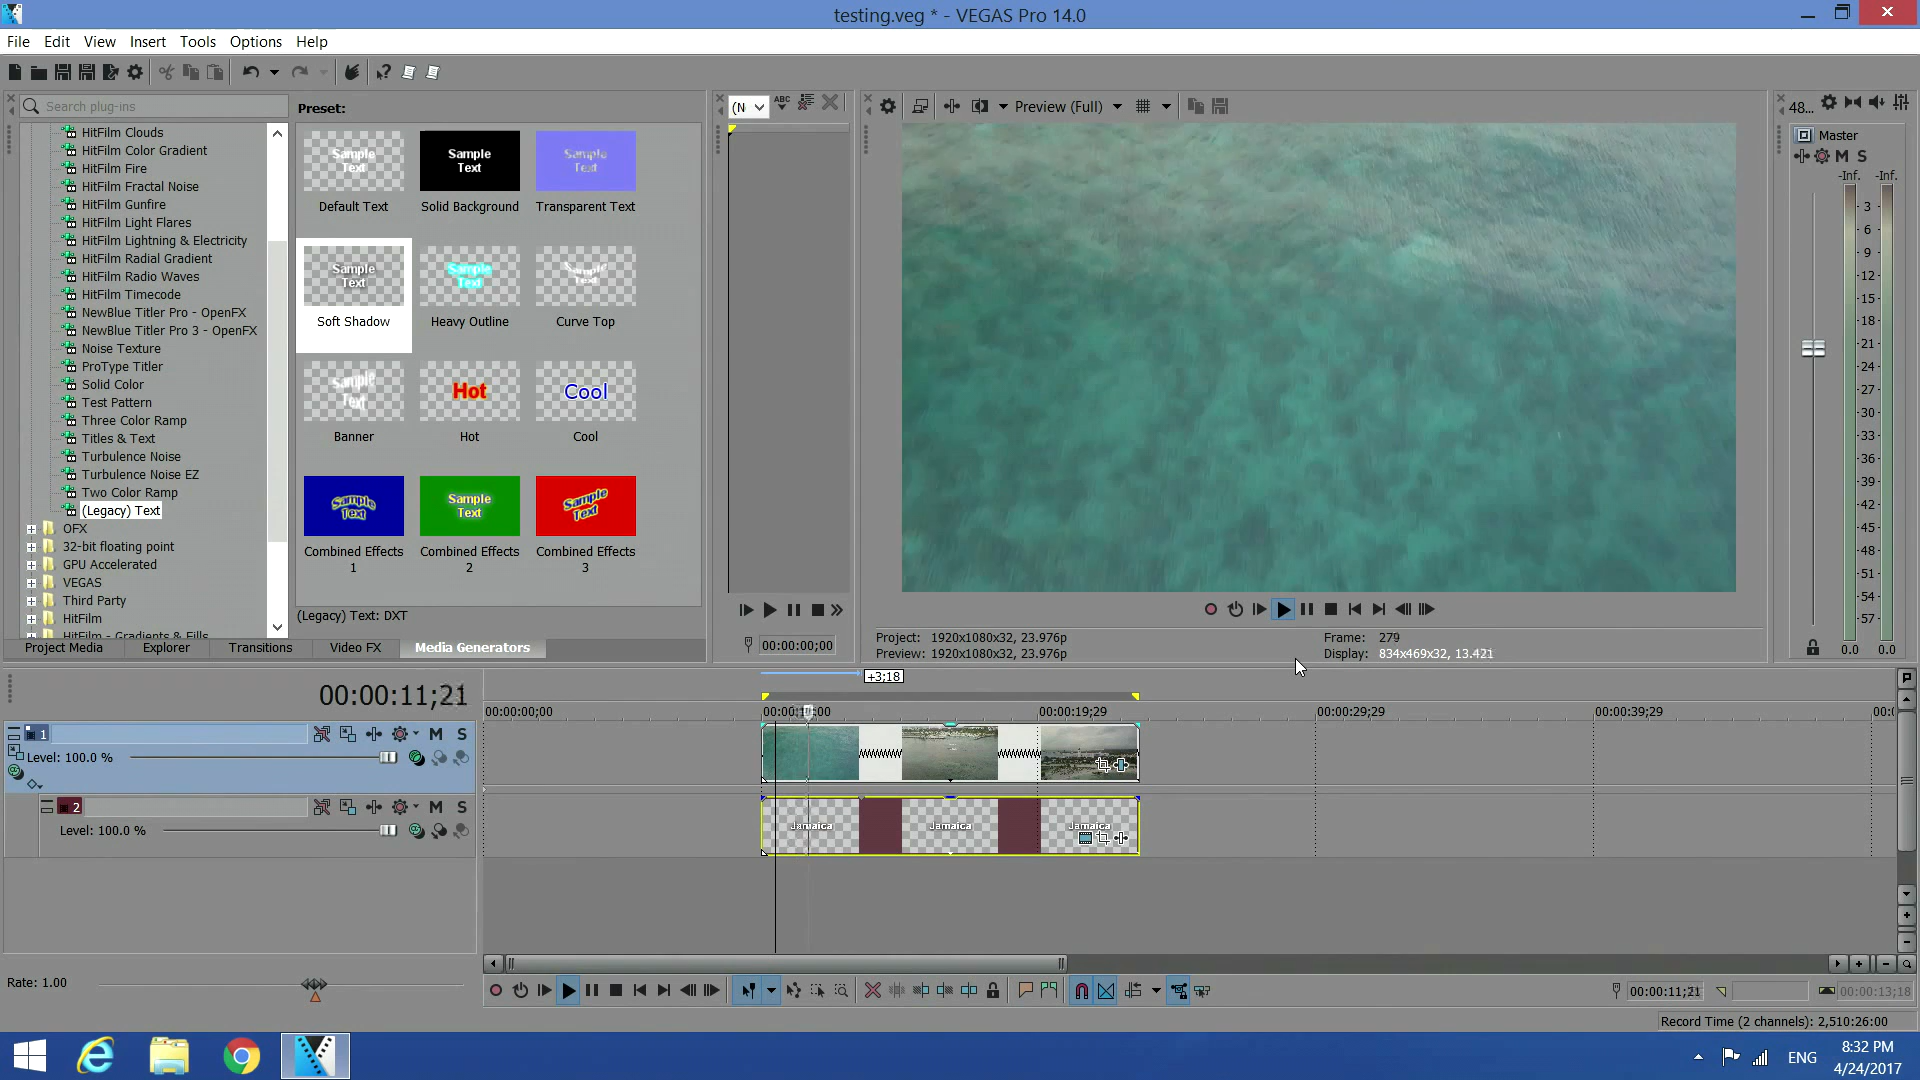 testing.veg * - VEGAS Pro 14.0
File Edit View Insert Tools Options Help
Search plug-ins
HitFilm Clouds
HitFilm Color Gradient
HitFilm Fire
HitFilm Fractal Noise
HitFilm Gunfire
HitFilm Light Flares
HitFilm Lightning & Electricity
HitFilm Radial Gradient
HitFilm Radio Waves
HitFilm Timecode
NewBlue Titler Pro - OpenFX
NewBlue Titler Pro 3 - OpenFX
Noise Texture
ProType Titler
Solid Color
Test Pattern
Three Color Ramp
Titles & Text
Turbulence Noise
Turbulence Noise EZ
Two Color Ramp
(Legacy) Text
OFX
32-bit floating point
GPU Accelerated
VEGAS
Third Party
HitFilm
HitFilm - Gradients & Fills
Preset:
Sample Text
Sample Text
Sample Text
Default Text
Solid Background
Transparent Text
Sample Text
Sample Text
Sample Text
Soft Shadow
Heavy Outline
Curve Top
Sample Text
Hot
Cool
Banner
Hot
Cool
Sample Text
Sample Text
Sample Text
Combined Effects 1
Combined Effects 2
Combined Effects 3
(Legacy) Text: DXT
Project Media Explorer Transitions Video FX Media Generators
(N
ABC
00:00:00;00
Preview (Full)
Project: 1920x1080x32, 23.976p
Preview: 1920x1080x32, 23.976p
Frame: 279
Display: 834x469x32, 13.42i
48...
Master
M S
-Inf. -Inf.
3
6
9
12
15
18
21
24
27
30
33
36
39
42
45
48
51
54
57
0.0 0.0
00:00:11;21
+3;18
00:00:00;00
00:00:19;29
00:00:29;29
00:00:39;29
1
M S
Level: 100.0 %
2
M S
Level: 100.0 %
Jamaica
Jamaica
Jamaica
Rate: 1.00
00:00:11;21
00:00:13;18
Record Time (2 channels): 2,510:26:00
ENG
8:32 PM
4/24/2017